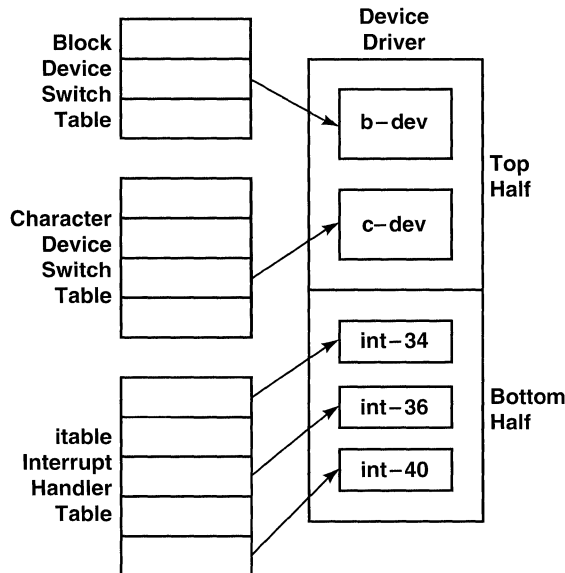 Block
Device
Switch
Table
Device
Driver
b-dev
c-dev
Top
Half
Character
Device
Switch
Table
int-34
int-36
int-40
Bottom
Half
itable
Interrupt
Handler
Table